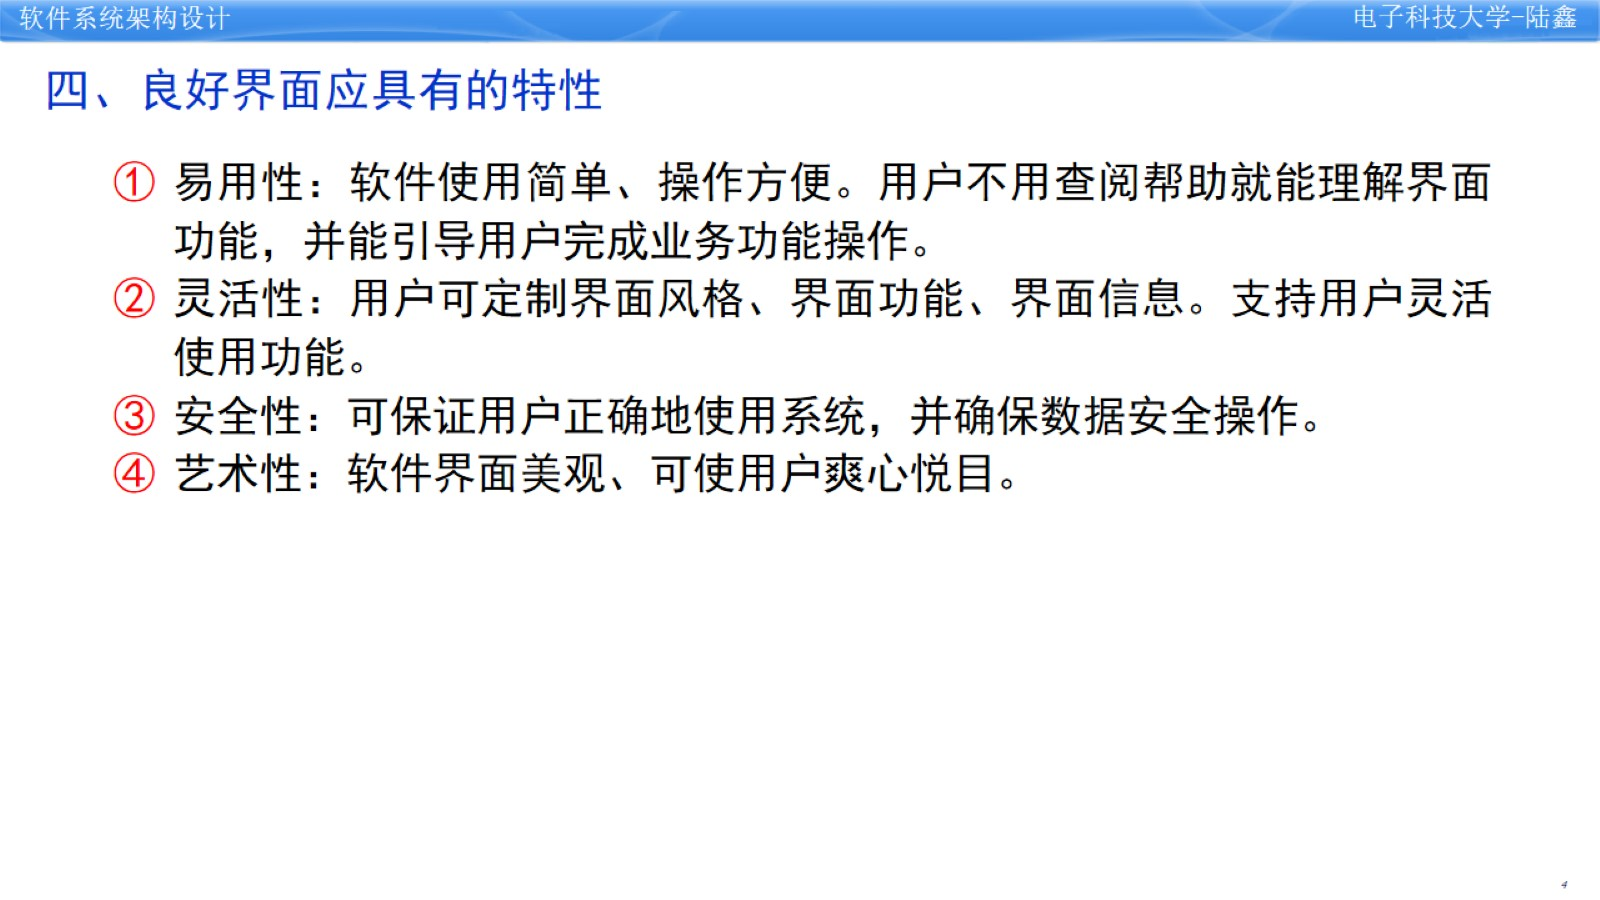 软件系统架构设计
电子科技大学-陆鑫
四、良好界面应具有的特性
① 易用性：软件使用简单、操作方便。用户不用查阅帮助就能理解界面
功能，并能引导用户完成业务功能操作。
② 灵活性：用户可定制界面风格、界面功能、界面信息。支持用户灵活
使用功能。
③ 安全性：可保证用户正确地使用系统，并确保数据安全操作。
④ 艺术性：软件界面美观、可使用户爽心悦目。
4